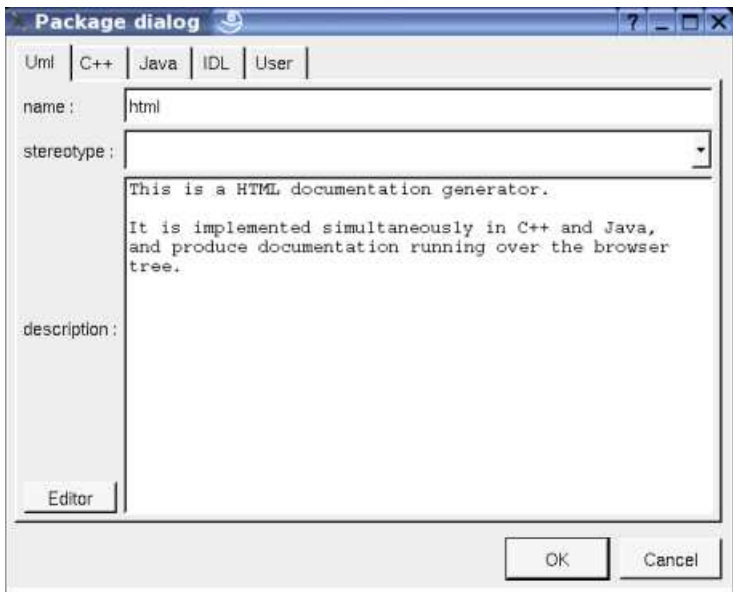 Package dialog
Uml C++ Java IDL User
name : html
stereotype :
This is a HTML documentation generator.
It is implemented simultaneously in C++ and Java,
and produce documentation running over the browser
tree.
description :
Editor
OK Cancel